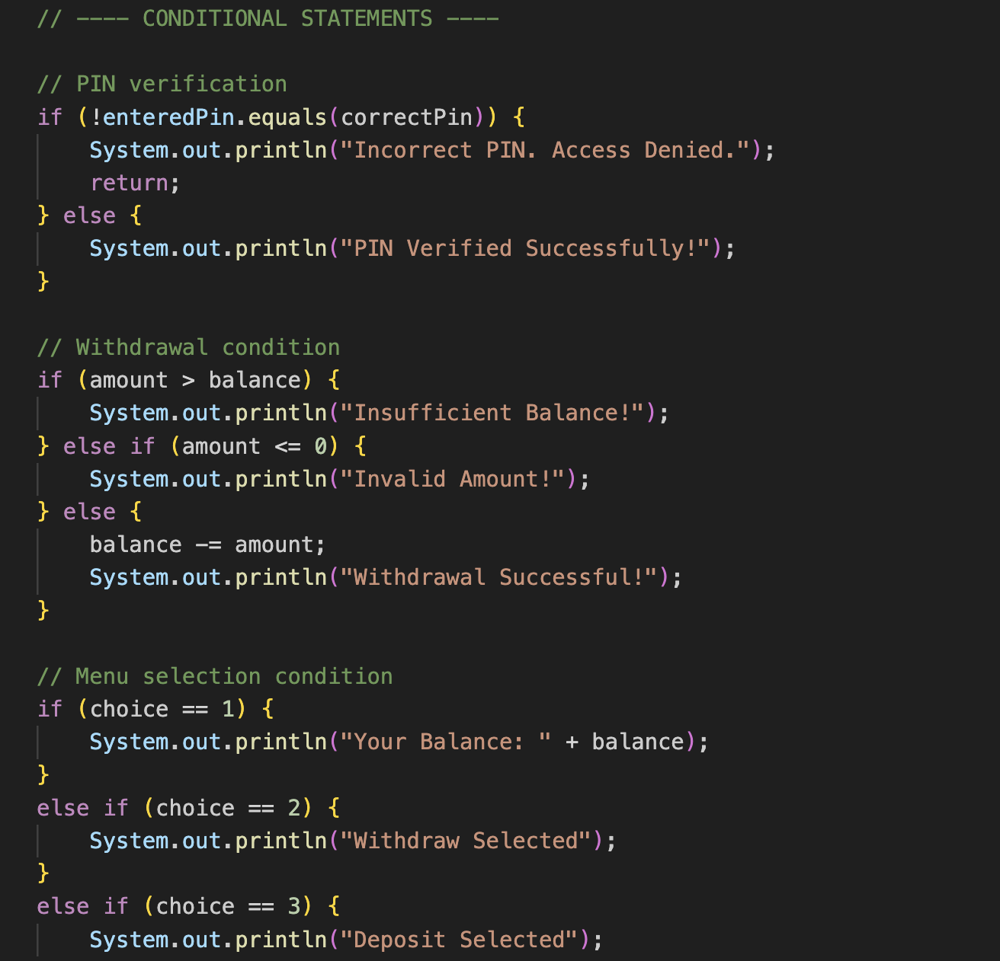 // ---- CONDITIONAL STATEMENTS ----
// PIN verification
if (!enteredPin.equals(correctPin)) {
    System.out.println("Incorrect PIN. Access Denied.");
    return;
} else {
    System.out.println("PIN Verified Successfully!");
}
// Withdrawal condition
if (amount > balance) {
    System.out.println("Insufficient Balance!");
} else if (amount <= 0) {
    System.out.println("Invalid Amount!");
} else {
    balance -= amount;
    System.out.println("Withdrawal Successful!");
}
// Menu selection condition
if (choice == 1) {
    System.out.println("Your Balance: " + balance);
}
else if (choice == 2) {
    System.out.println("Withdraw Selected");
}
else if (choice == 3) {
    System.out.println("Deposit Selected");